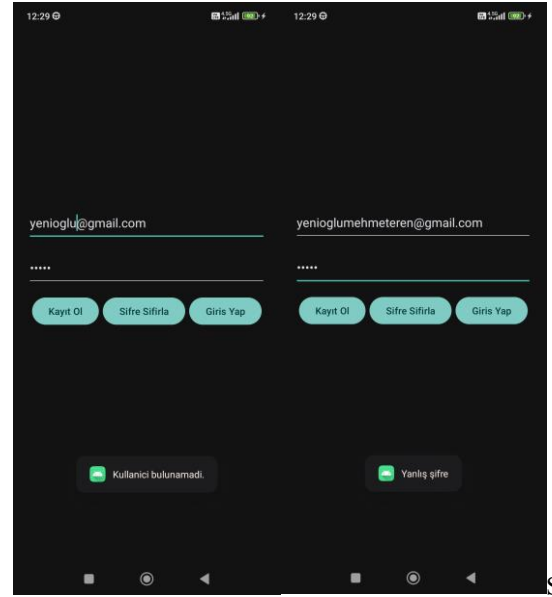 12:29
yenioglu@gmail.com
•••••
Kayıt Ol
Sifre Sifirla
Giris Yap
Kullanici bulunamadi.
12:29
yenioglumehmeteren@gmail.com
•••••
Kayıt Ol
Sifre Sifirla
Giris Yap
Yanlış şifre